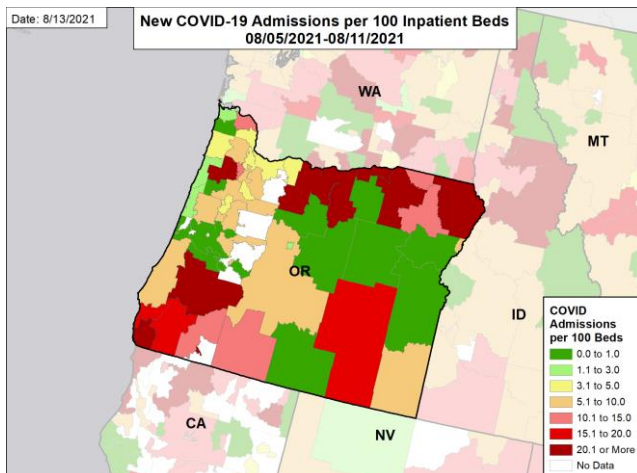 Date: 8/13/2021
New COVID-19 Admissions per 100 Inpatient Beds
08/05/2021-08/11/2021
WA
MT
OR
ID
CA
NV
COVID
Admissions
per 100 Beds
0.0 to 1.0
1.1 to 3.0
3.1 to 5.0
5.1 to 10.0
10.1 to 15.0
15.1 to 20.0
20.1 or More
No Data